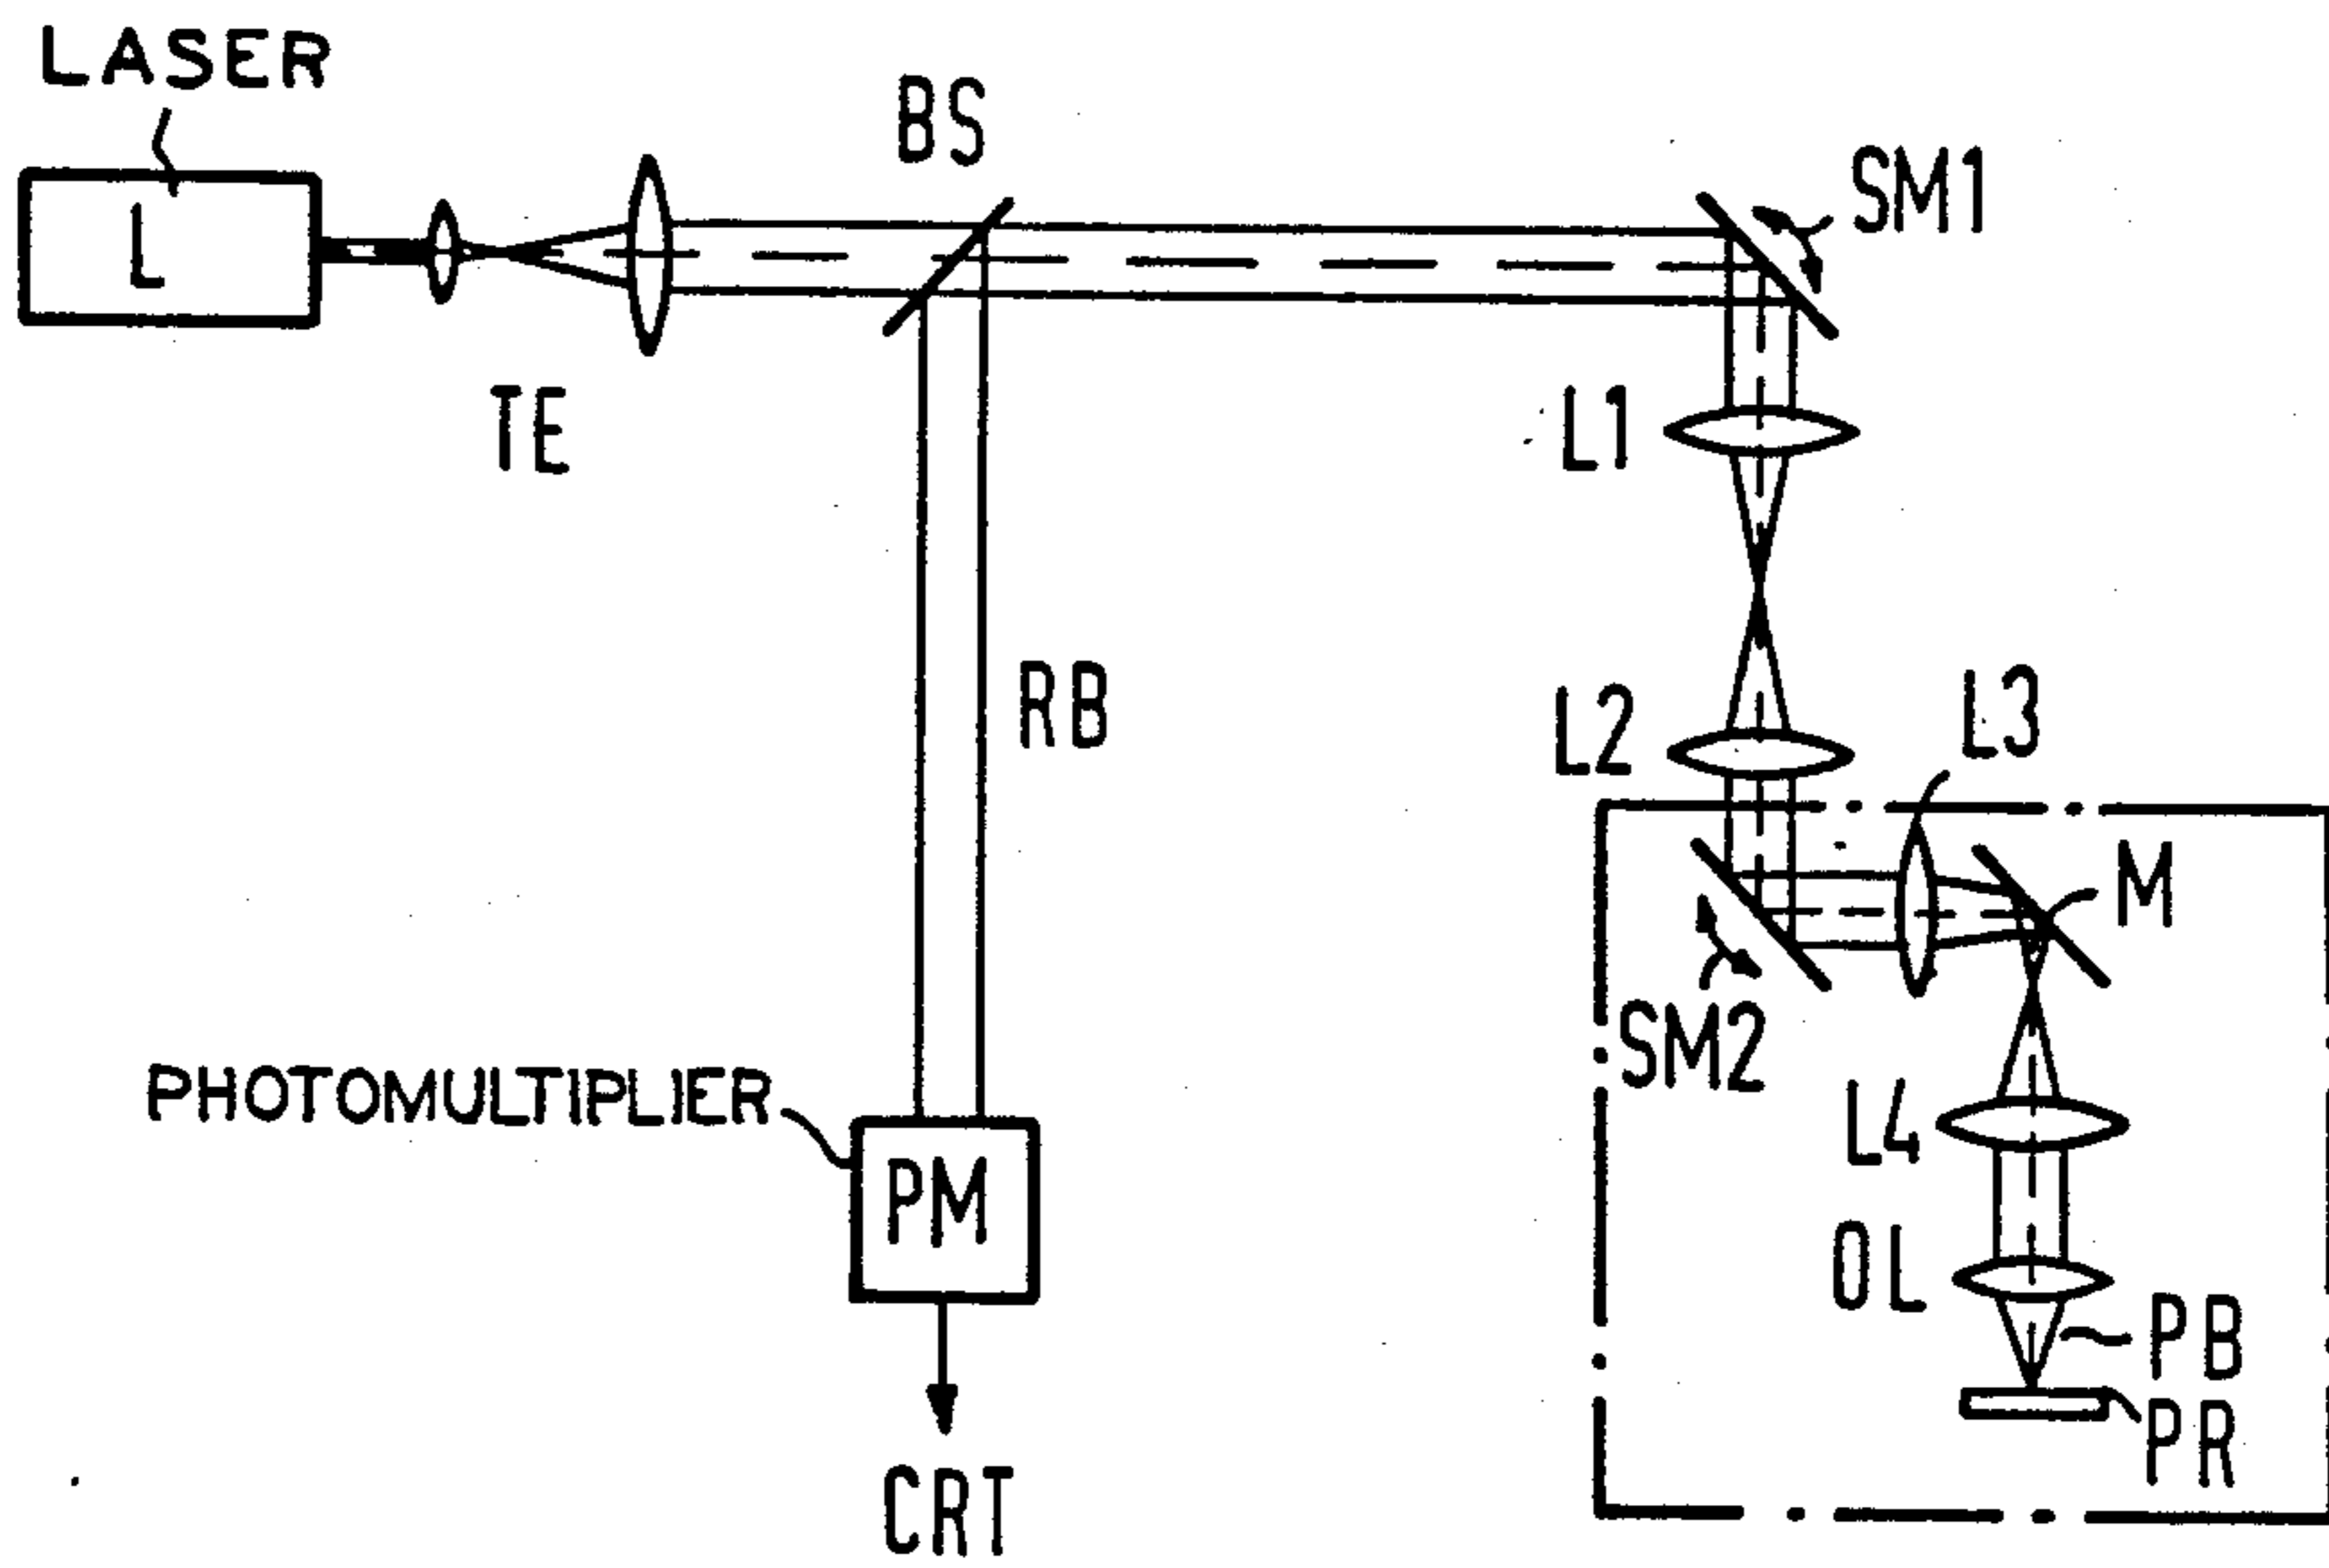 LASER
L
BS
SM1
TE
L1
RB
L2
L3
M
SM2
PHOTOMULTIPLIER
PM
L4
OL
PB
PR
CRT